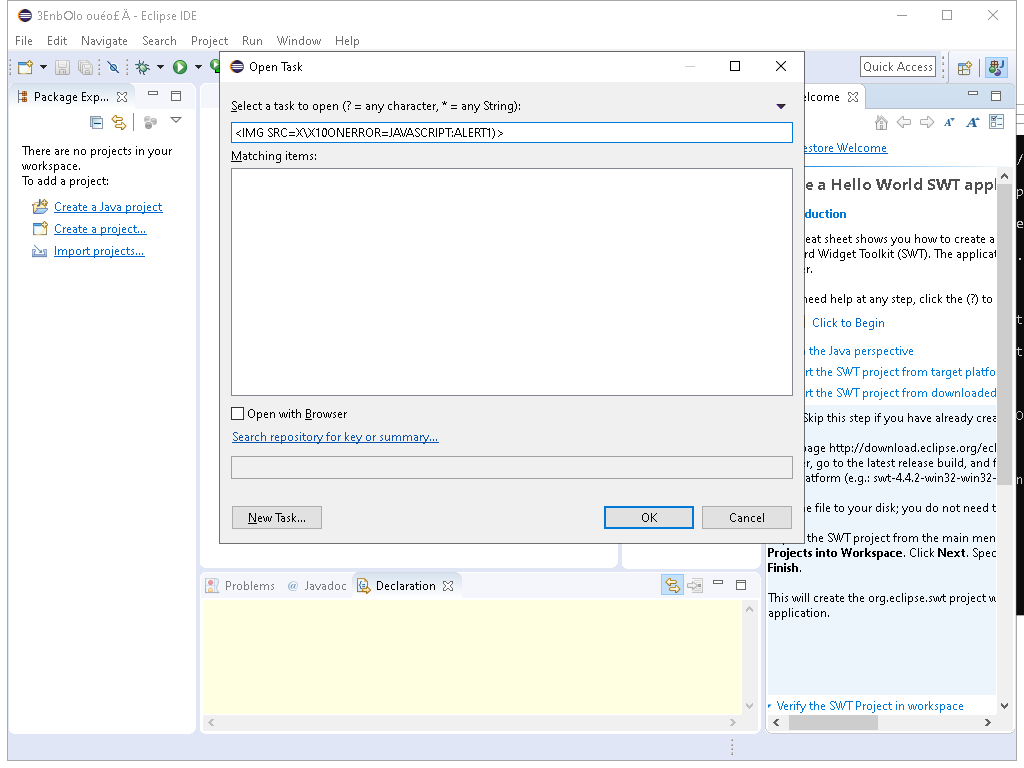 3EnbOlo ouéo£Ä - Eclipse IDE
File Edit Navigate Search Project Run Window Help
Quick Access
Open Task
Select a task to open (? = any character, * = any String):
<IMG SRC=X\X10ONERROR=JAVASCRIPT:ALERT1)>
Matching items:
Open with Browser
Search repository for key or summary...
New Task...
OK
Cancel
Package Exp...
There are no projects in your
workspace.
To add a project:
Create a Java project
Create a project...
Import projects...
elcome
estore Welcome
e a Hello World SWT appl
duction
eat sheet shows you how to create a
rd Widget Toolkit (SWT). The applicat
r.
need help at any step, click the (?) to
Click to Begin
the Java perspective
rt the SWT project from target platfo
rt the SWT project from downloaded
Skip this step if you have already crea
page http://download.eclipse.org/ecl
r, go to the latest release build, and f
atform (e.g.: swt-4.4.2-win32-win32-
e file to your disk; you do not need t
the SWT project from the main men
Projects into Workspace. Click Next. Spec
Finish.
This will create the org.eclipse.swt project w
application.
Verify the SWT Project in workspace
Problems @ Javadoc Declaration